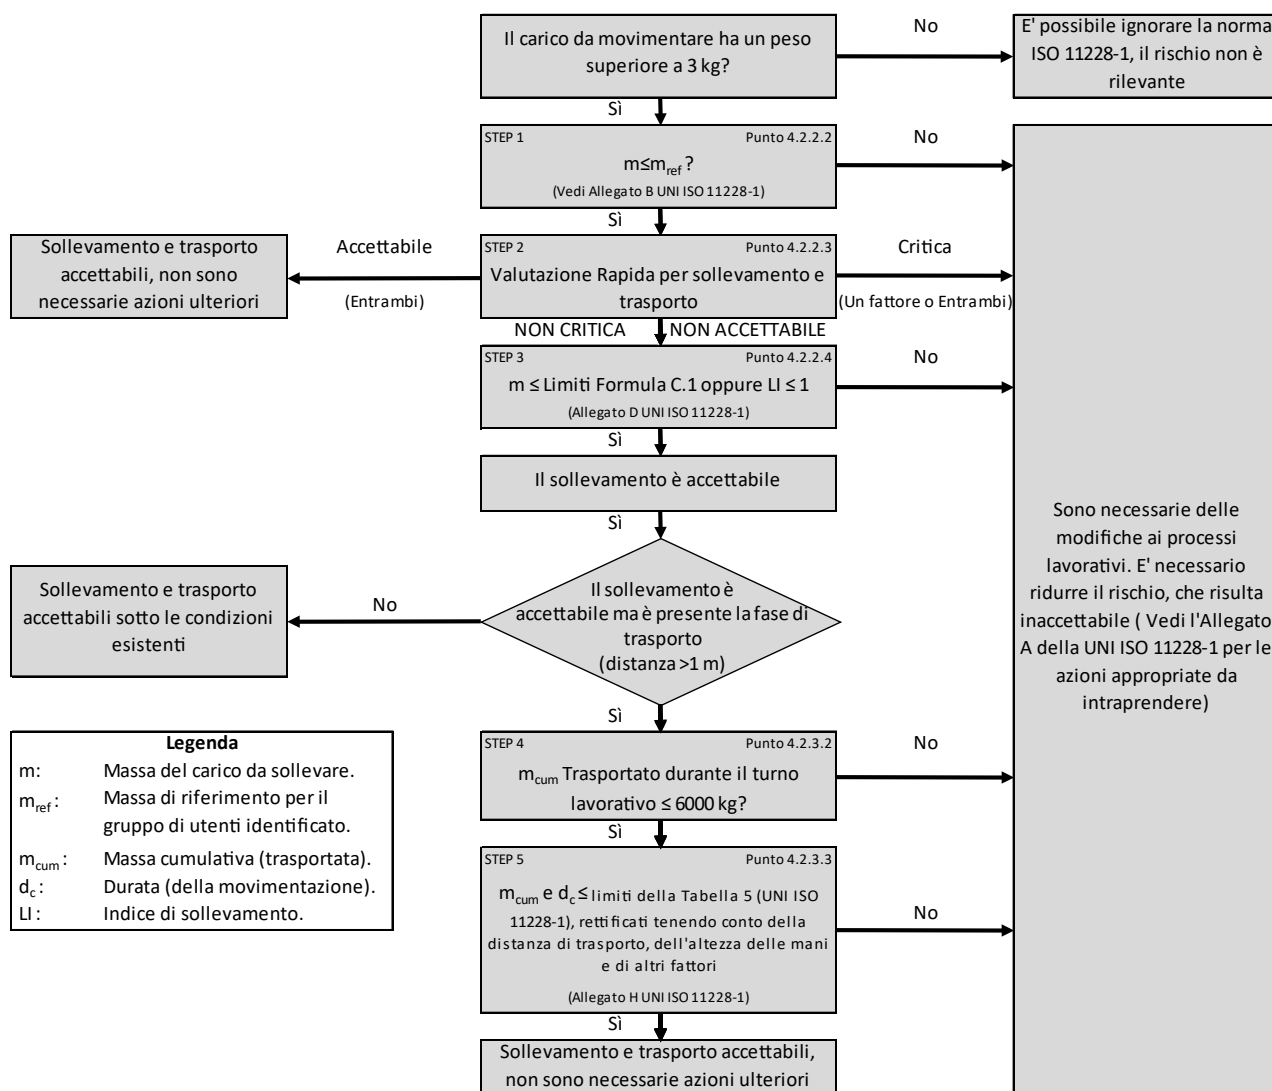 Il carico da movimentare ha un peso
superiore a 3 kg?
No
E' possibile ignorare la norma
ISO 11228-1, il rischio non è
rilevante
Sì
STEP 1 Punto 4.2.2.2
m≤mref ?
(Vedi Allegato B UNI ISO 11228-1)
No
Sì
Sollevamento e trasporto
accettabili, non sono
necessarie azioni ulteriori
Accettabile
(Entrambi)
STEP 2 Punto 4.2.2.3
Valutazione Rapida per sollevamento e
trasporto
Critica
(Un fattore o Entrambi)
NON CRITICA NON ACCETTABILE
STEP 3 Punto 4.2.2.4
m ≤ Limiti Formula C.1 oppure LI ≤ 1
(Allegato D UNI ISO 11228-1)
No
Sì
Il sollevamento è accettabile
Sì
Sono necessarie delle
modifiche ai processi
lavorativi. E' necessario
ridurre il rischio, che risulta
inaccettabile ( Vedi l'Allegato
A della UNI ISO 11228-1 per le
azioni appropriate da
intraprendere)
Sollevamento e trasporto
accettabili sotto le condizioni
esistenti
No
Il sollevamento è
accettabile ma è presente la fase di
trasporto
(distanza >1 m)
Sì
Legenda
m: Massa del carico da sollevare.
mref : Massa di riferimento per il
gruppo di utenti identificato.
mcum : Massa cumulativa (trasportata).
dc : Durata (della movimentazione).
LI : Indice di sollevamento.
STEP 4 Punto 4.2.3.2
mcum Trasportato durante il turno
lavorativo ≤ 6000 kg?
No
Sì
STEP 5 Punto 4.2.3.3
mcum e dc ≤ limiti della Tabella 5 (UNI ISO
11228-1), rettificati tenendo conto della
distanza di trasporto, dell'altezza delle mani
e di altri fattori
(Allegato H UNI ISO 11228-1)
No
Sì
Sollevamento e trasporto accettabili,
non sono necessarie azioni ulteriori